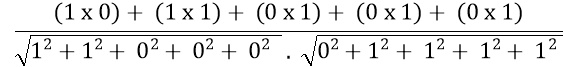 (1 x 0) + (1 x 1) + (0 x 1) + (0 x 1) + (0 x 1)
√1² + 1² + 0² + 0² + 0² . √0² + 1² + 1² + 1² + 1²